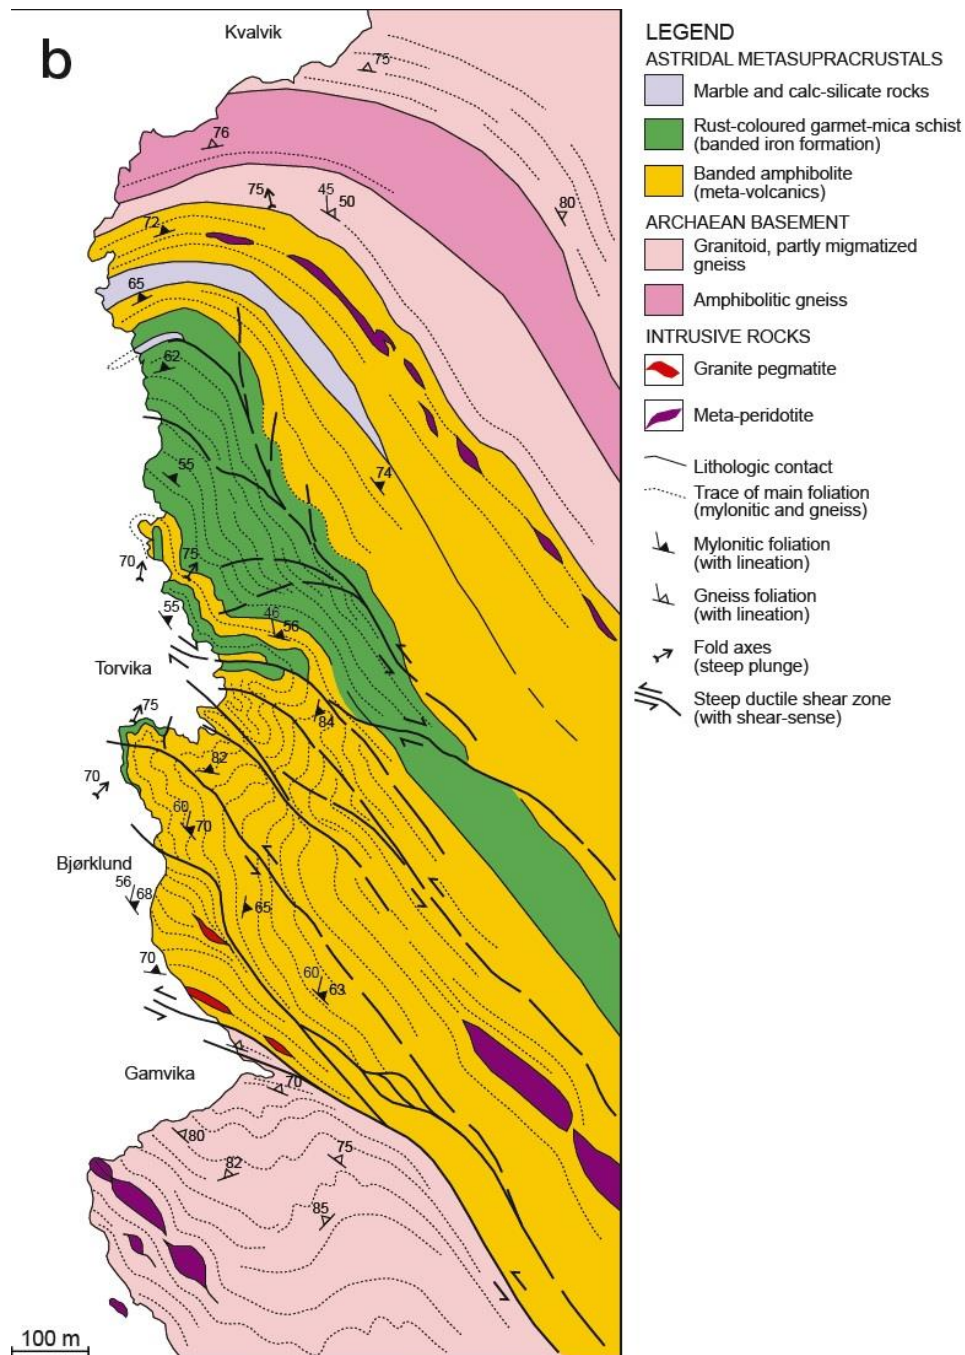 b
Kvalvik
75
76
75
45
50
80
72
65
62
74
55
70
75
55
46
56
Torvika
84
75
82
70
60
70
Bjørklund
56
68
65
70
60
63
Gamvika
70
80
75
82
85
100 m
LEGEND
ASTRIDAL METASUPRACRUSTALS
Marble and calc-silicate rocks
Rust-coloured garmet-mica schist
(banded iron formation)
Banded amphibolite
(meta-volcanics)
ARCHAEAN BASEMENT
Granitoid, partly migmatized
gneiss
Amphibolitic gneiss
INTRUSIVE ROCKS
Granite pegmatite
Meta-peridotite
Lithologic contact
Trace of main foliation
(mylonitic and gneiss)
Mylonitic foliation
(with lineation)
Gneiss foliation
(with lineation)
Fold axes
(steep plunge)
Steep ductile shear zone
(with shear-sense)